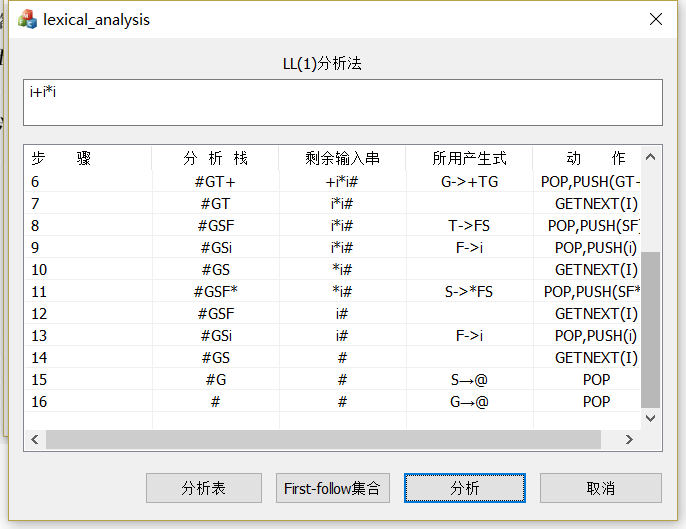 lexical_analysis
LL(1)分析法
i+i*i
步 骤 分 析 栈 剩余输入串 所用产生式 动 作
6 #GT+ +i*i# G->+TG POP,PUSH(GT-
7 #GT i*i# GETNEXT(I)
8 #GSF i*i# T->FS POP,PUSH(SF)
9 #GSi i*i# F->i POP,PUSH(i)
10 #GS *i# GETNEXT(I)
11 #GSF* *i# S->*FS POP,PUSH(SF*
12 #GSF i# GETNEXT(I)
13 #GSi i# F->i POP,PUSH(i)
14 #GS # GETNEXT(I)
15 #G # S→@ POP
16 # # G→@ POP
分析表 First-follow集合 分析 取消